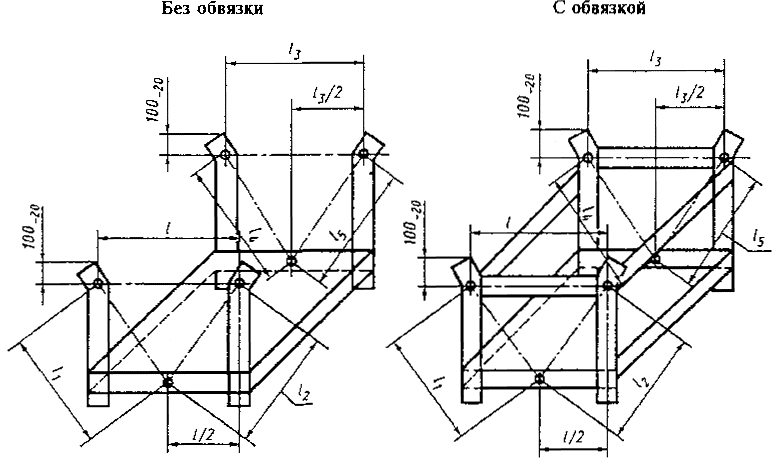 Без обвязки
С обвязкой
l₃
l₃/2
100₋₂₀
l₄
l₅
l
100₋₂₀
l₁
l₂
l/2
l₃
l₃/2
100₋₂₀
l₄
l₅
l
100₋₂₀
l₁
l₂
l/2